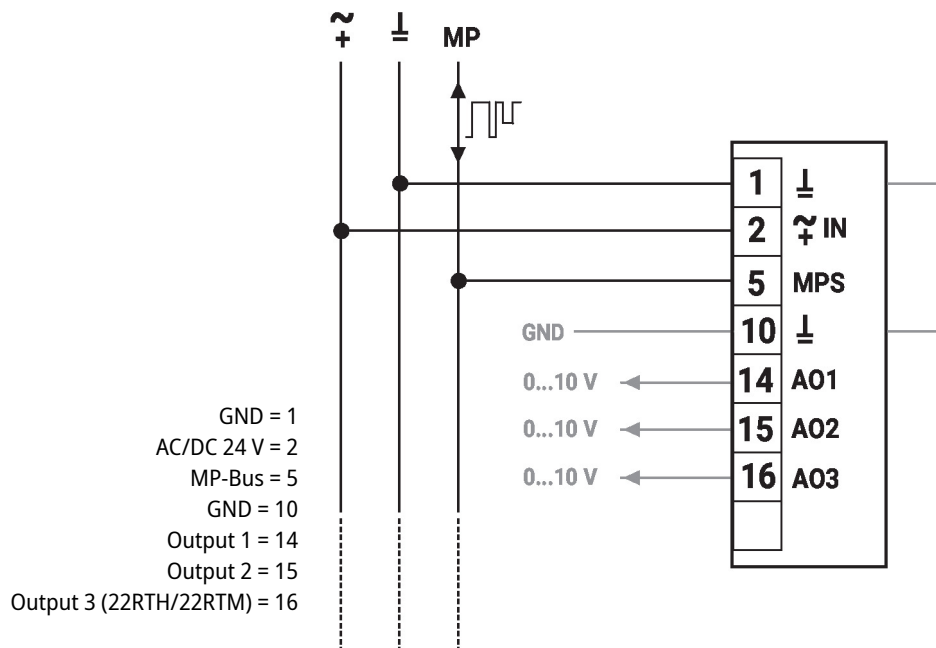 ~
+
⊥
MP
1 ⊥
2 ~
+ IN
5 MPS
GND 10 ⊥
0...10 V 14 AO1
0...10 V 15 AO2
0...10 V 16 AO3
GND = 1
AC/DC 24 V = 2
MP-Bus = 5
GND = 10
Output 1 = 14
Output 2 = 15
Output 3 (22RTH/22RTM) = 16